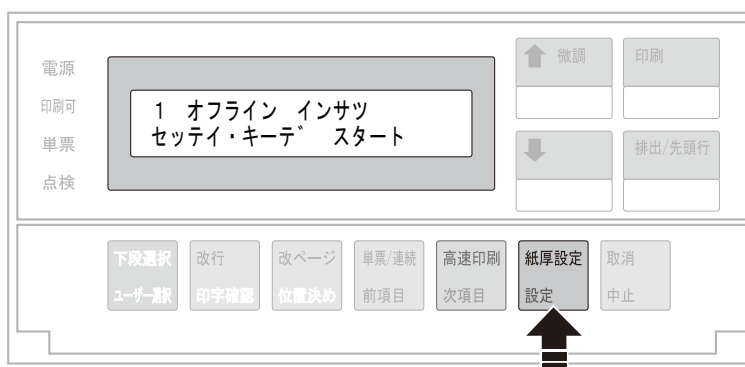 電源
印刷可
単票
点検
1 オフライン インサツ
セッテイ・キーデ スタート
微調
印刷
排出/先頭行
下段選択
ユーザー選択
改行
印字確認
改ページ
位置決め
単票/連続
前項目
高速印刷
次項目
紙厚設定
設定
取消
中止